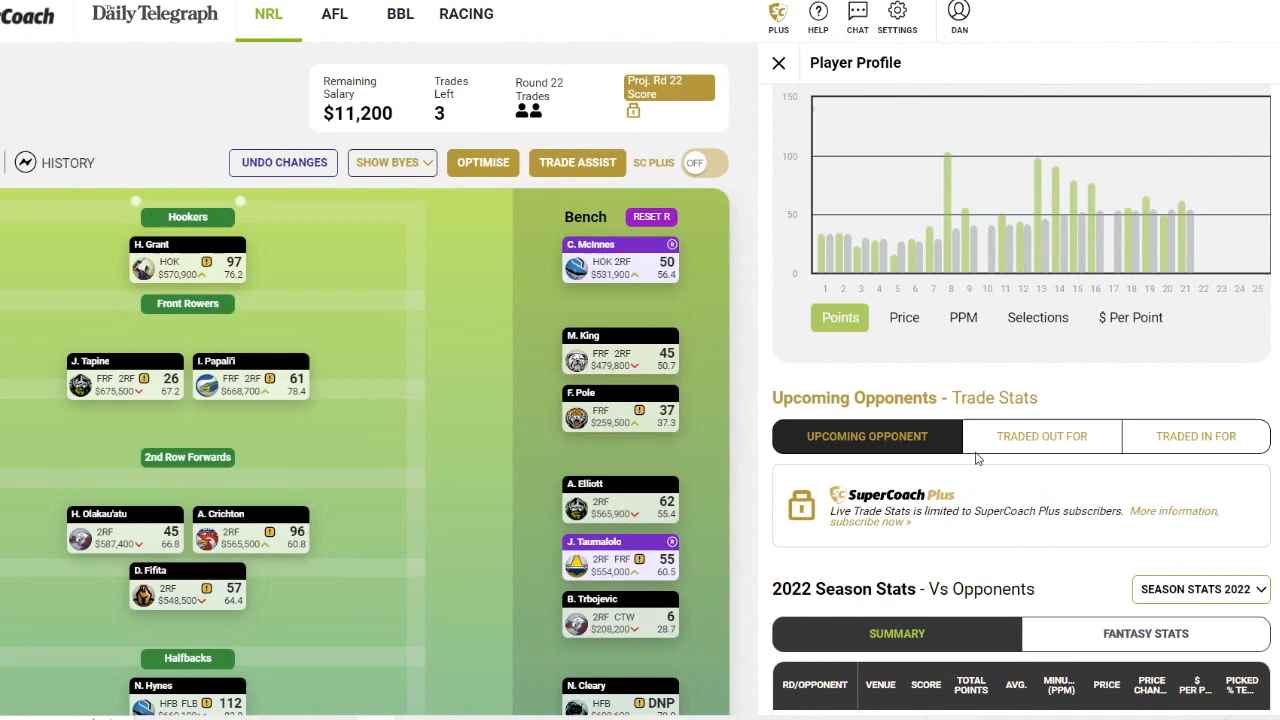 rCoach
The Daily Telegraph
NRL AFL BBL RACING
SC
PLUS HELP CHAT SETTINGS DAN
Player Profile
Remaining
Salary
$11,200
Trades
Left
3
Round 22
Trades
Proj. Rd 22
Score
HISTORY
UNDO CHANGES
SHOW BYES
OPTIMISE
TRADE ASSIST
SC PLUS OFF
Hookers
H. Grant
HOK 97
$570,900 76.2
Front Rowers
J. Tapine
FRF 2RF 26
$675,500 67.2
I. Papali'i
FRF 2RF 61
$668,700 78.4
2nd Row Forwards
H. Olakau'atu
2RF 45
$587,400 66.8
A. Crichton
2RF 96
$565,500 60.8
D. Fifita
2RF 57
$548,500 64.4
Halfbacks
N. Hynes
HFB FLB 112
Bench
RESET R
C. McInnes R
HOK 2RF 50
$531,900 56.4
M. King
FRF 2RF 45
$479,800 50.7
F. Pole
FRF 37
$259,500 37.3
A. Elliott
2RF 62
$565,900 55.4
J. Taumalolo R
2RF FRF 55
$554,000 60.5
B. Trbojevic
2RF CTW 6
$208,200 28.7
N. Cleary
HFB DNP
150
100
50
0
1 2 3 4 5 6 7 8 9 10 11 12 13 14 15 16 17 18 19 20 21 22 23 24 25
Points Price PPM Selections $ Per Point
Upcoming Opponents - Trade Stats
UPCOMING OPPONENT TRADED OUT FOR TRADED IN FOR
SC SuperCoach Plus
Live Trade Stats is limited to SuperCoach Plus subscribers. More information,
subscribe now »
2022 Season Stats - Vs Opponents
SEASON STATS 2022
SUMMARY FANTASY STATS
RD/OPPONENT VENUE SCORE TOTAL
POINTS AVG. MINU...
(PPM) PRICE PRICE
CHAN... $
PER P... PICKED
% TE...